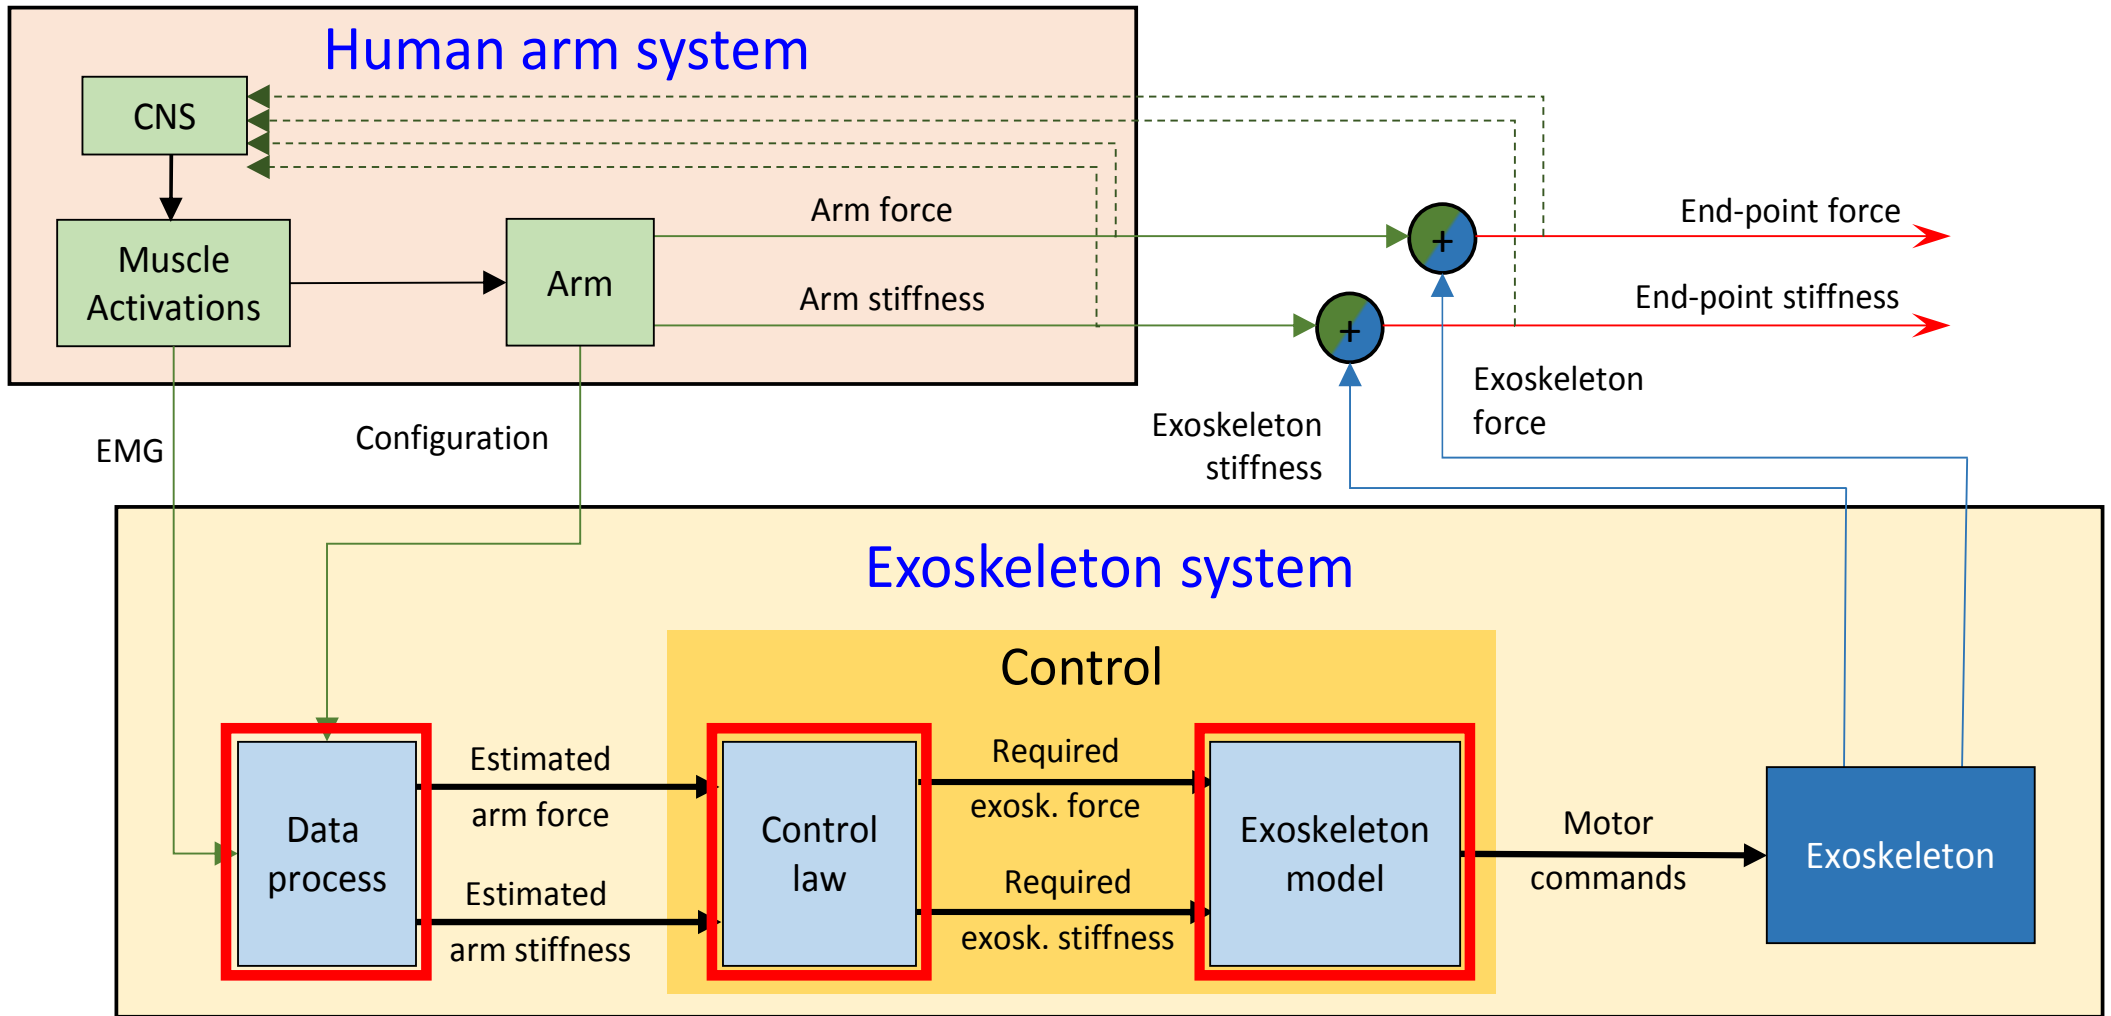 Human arm system
CNS
Muscle
Activations
Arm
Arm force
Arm stiffness
+
+
End-point force
End-point stiffness
Exoskeleton
force
Exoskeleton
stiffness
EMG
Configuration
Exoskeleton system
Control
Data
process
Estimated
arm force
Estimated
arm stiffness
Control
law
Required
exosk. force
Required
exosk. stiffness
Exoskeleton
model
Motor
commands
Exoskeleton